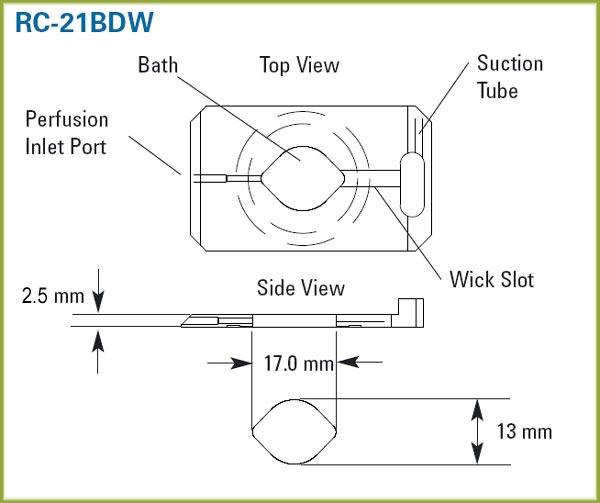 RC-21BDW
Bath
Top View
Suction
Tube
Perfusion
Inlet Port
Wick Slot
Side View
2.5 mm
17.0 mm
13 mm